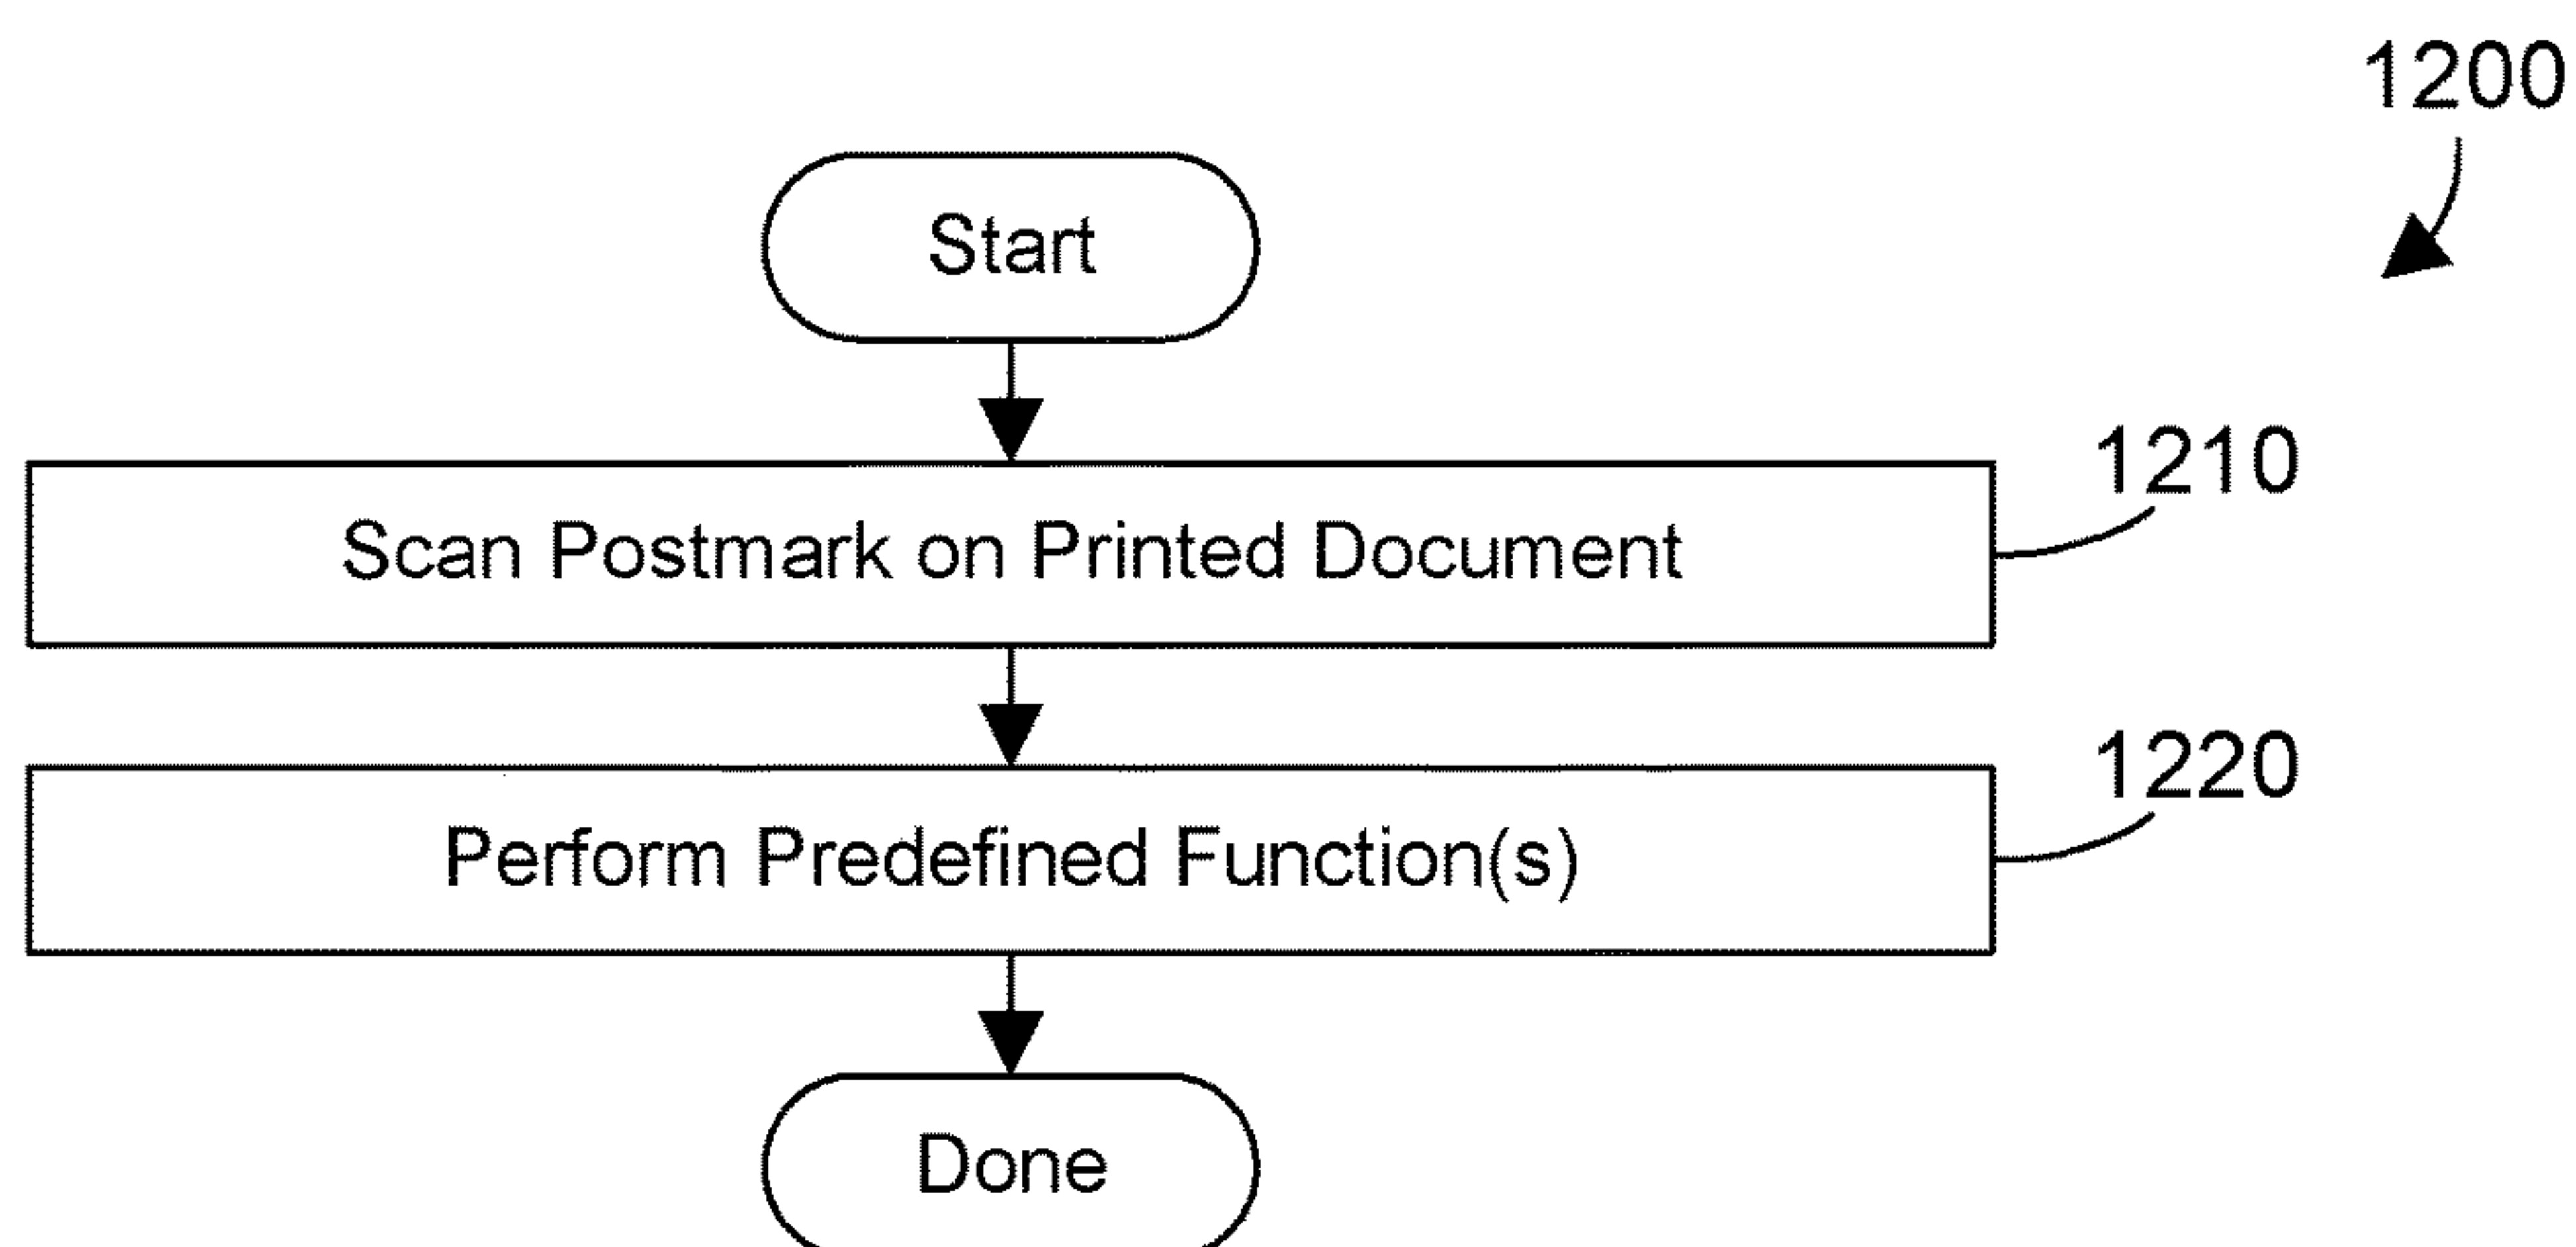 1200
Start
1210
Scan Postmark on Printed Document
1220
Perform Predefined Function(s)
Done